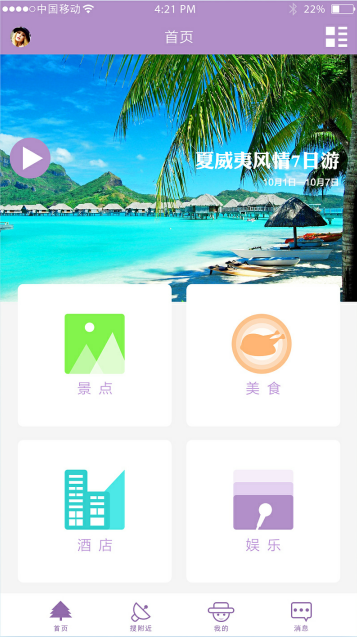 中国移动 4:21 PM 22%
首页
夏威夷风情7日游
10月1日—10月7日
景点 美食
酒店 娱乐
首页 搜附近 我的 消息